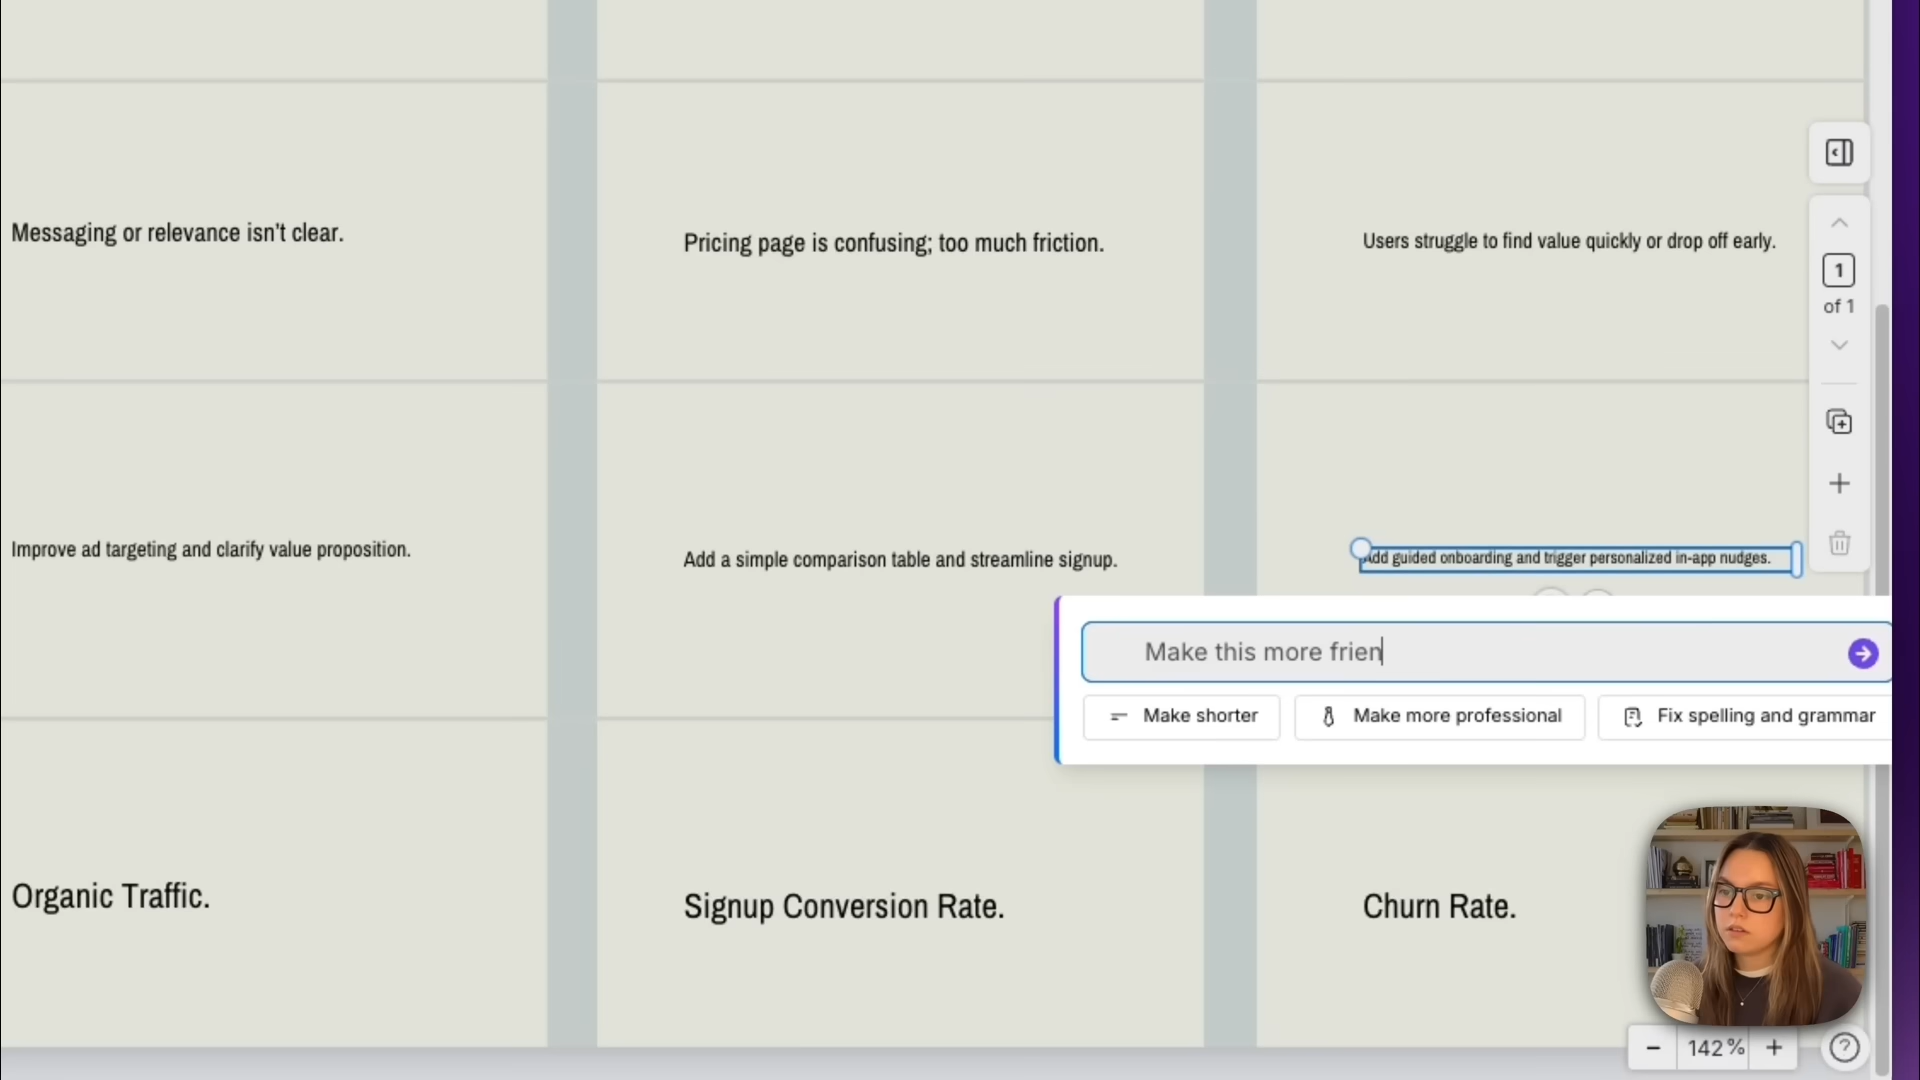 Messaging or relevance isn't clear.
Pricing page is confusing; too much friction.
Users struggle to find value quickly or drop off early.
1
of 1
Improve ad targeting and clarify value proposition.
Add a simple comparison table and streamline signup.
Add guided onboarding and trigger personalized in-app nudges.
Make this more frien
Make shorter
Make more professional
Fix spelling and grammar
Organic Traffic.
Signup Conversion Rate.
Churn Rate.
142%